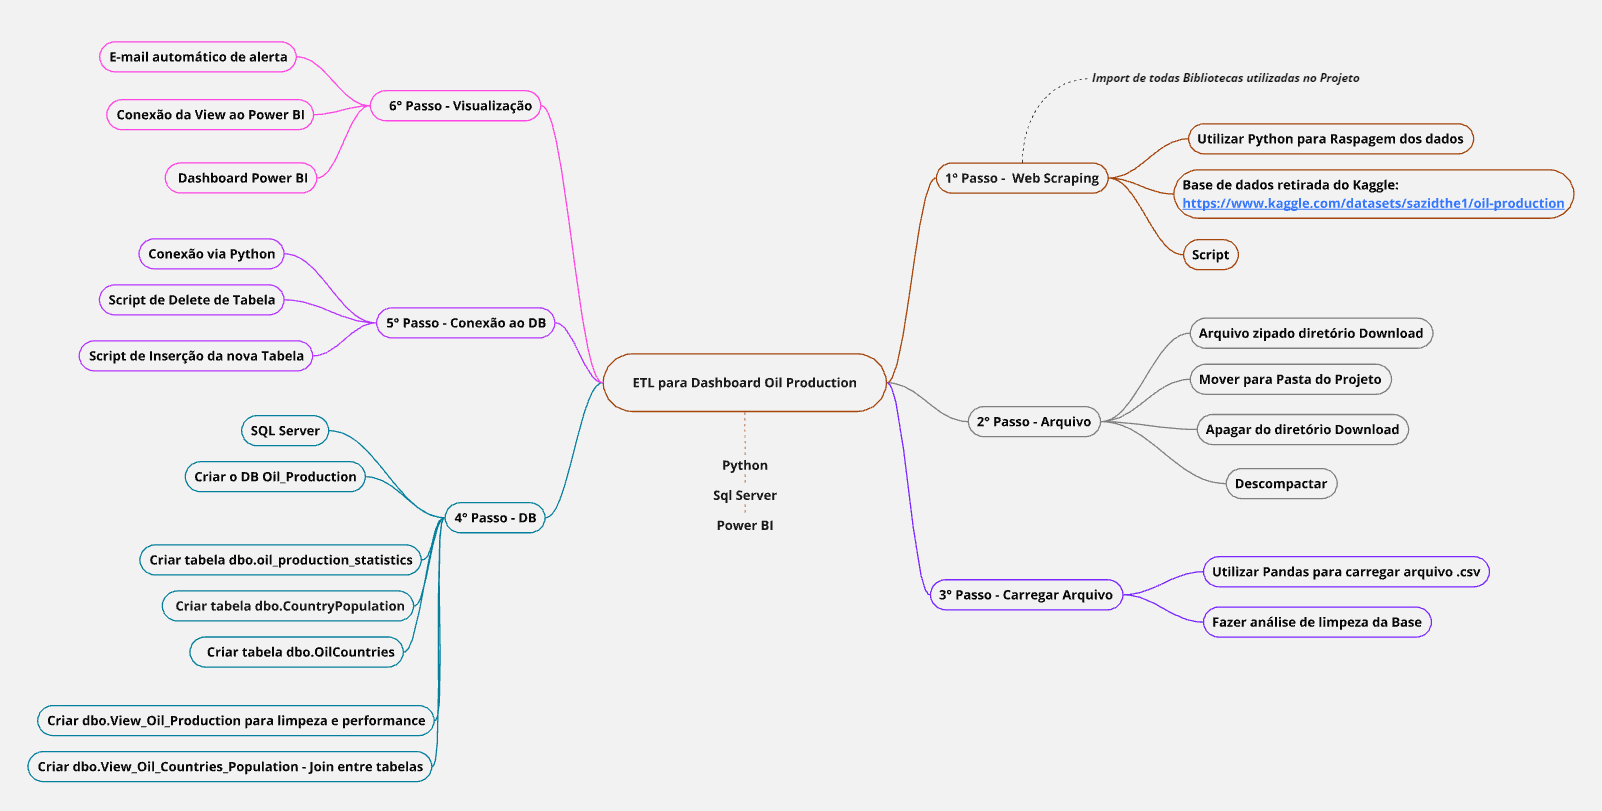 ETL para Dashboard Oil Production
Python
Sql Server
Power BI
Import de todas Bibliotecas utilizadas no Projeto
1º Passo - Web Scraping
Utilizar Python para Raspagem dos dados
Base de dados retirada do Kaggle:
https://www.kaggle.com/datasets/sazidthe1/oil-production
Script
2º Passo - Arquivo
Arquivo zipado diretório Download
Mover para Pasta do Projeto
Apagar do diretório Download
Descompactar
3º Passo - Carregar Arquivo
Utilizar Pandas para carregar arquivo .csv
Fazer análise de limpeza da Base
4º Passo - DB
SQL Server
Criar o DB Oil_Production
Criar tabela dbo.oil_production_statistics
Criar tabela dbo.CountryPopulation
Criar tabela dbo.OilCountries
Criar dbo.View_Oil_Production para limpeza e performance
Criar dbo.View_Oil_Countries_Population - Join entre tabelas
5º Passo - Conexão ao DB
Conexão via Python
Script de Delete de Tabela
Script de Inserção da nova Tabela
6º Passo - Visualização
E-mail automático de alerta
Conexão da View ao Power BI
Dashboard Power BI